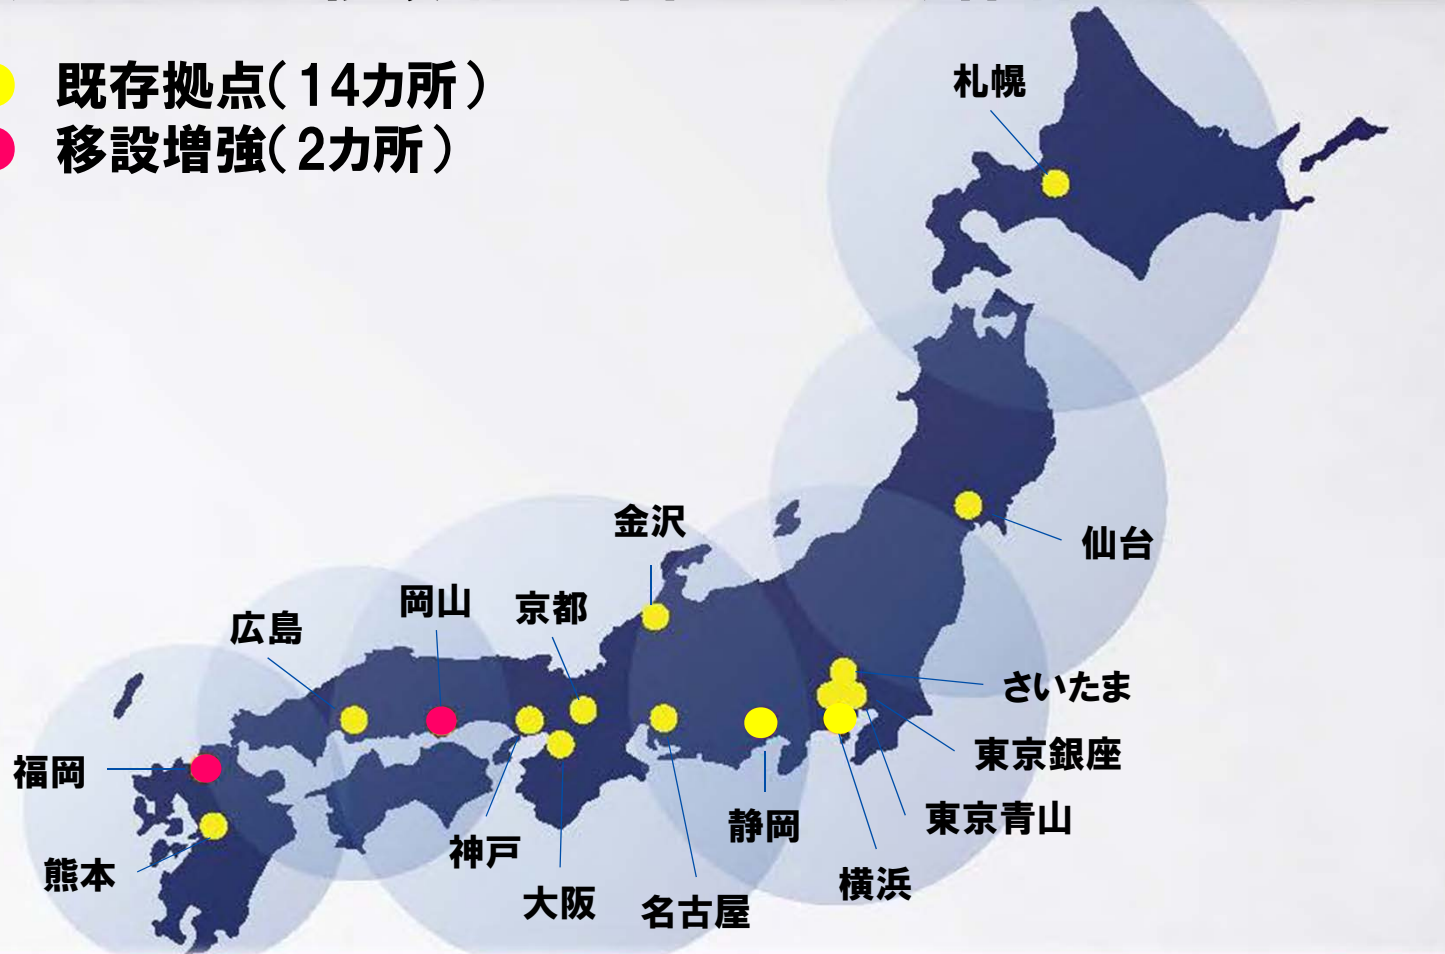 既存拠点(14カ所)
移設増強(2カ所)
札幌
仙台
金沢
京都
岡山
広島
さいたま
東京銀座
福岡
東京青山
静岡
神戸
熊本
横浜
大阪
名古屋